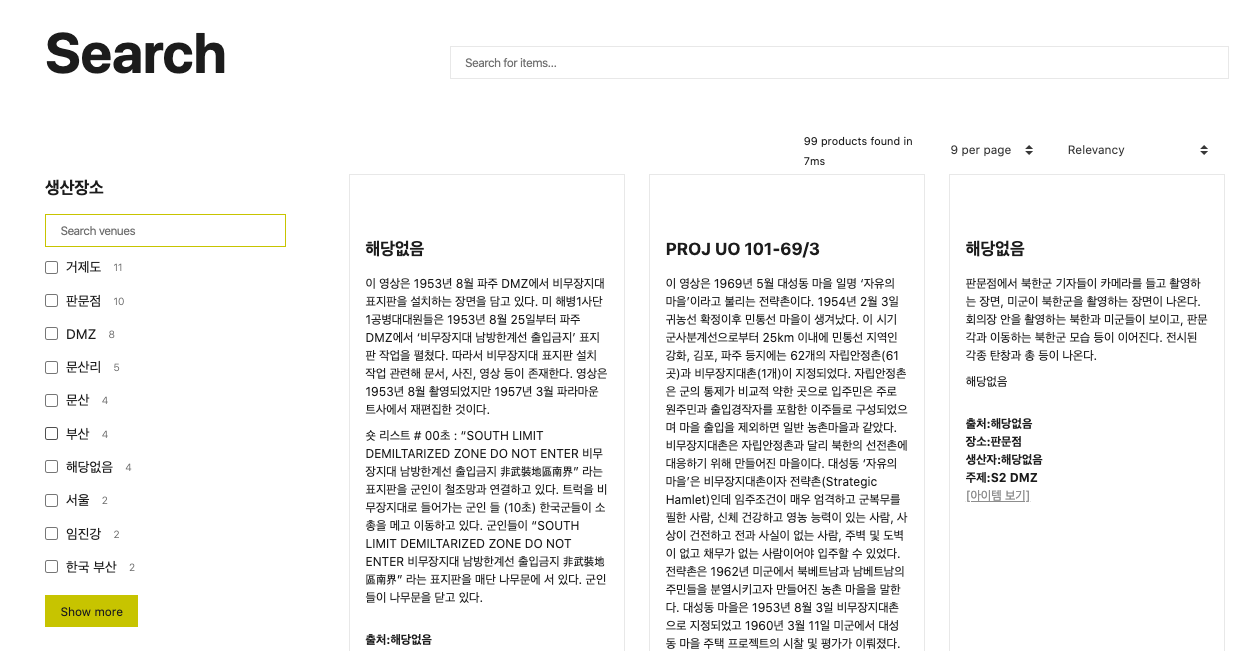 Search
Search for items...
99 products found in
7ms
9 per page
Relevancy
생산장소
Search venues
거제도 11
판문점 10
DMZ 8
문산리 5
문산 4
부산 4
해당없음 4
서울 2
임진강 2
한국 부산 2
Show more
해당없음
이 영상은 1953년 8월 파주 DMZ에서 비무장지대
표지판을 설치하는 장면을 담고 있다. 미 해병1사단
1공병대대원들은 1953년 8월 25일부터 파주
DMZ에서 ‘비무장지대 남방한계선 출입금지’ 표지
판 작업을 펼쳤다. 따라서 비무장지대 표지판 설치
작업 관련해 문서, 사진, 영상 등이 존재한다. 영상은
1953년 8월 촬영되었지만 1957년 3월 파라마운
트사에서 재편집한 것이다.
숏 리스트 # 00초 : “SOUTH LIMIT
DEMILTARIZED ZONE DO NOT ENTER 비무
장지대 남방한계선 출입금지 非武裝地區南界” 라는
표지판을 군인이 철조망과 연결하고 있다. 트럭을 비
무장지대로 들어가는 군인 들 (10초) 한국군들이 소
총을 메고 이동하고 있다. 군인들이 “SOUTH
LIMIT DEMILTARIZED ZONE DO NOT
ENTER 비무장지대 남방한계선 출입금지 非武裝地
區南界” 라는 표지판을 매단 나무문에 서 있다. 군인
들이 나무문을 닫고 있다.
출처:해당없음
PROJ UO 101-69/3
이 영상은 1969년 5월 대성동 마을 일명 ‘자유의
마을’이라고 불리는 전략촌이다. 1954년 2월 3일
귀농선 확정이후 민통선 마을이 생겨났다. 이 시기
군사분계선으로부터 25km 이내에 민통선 지역인
강화, 김포, 파주 등지에는 62개의 자립안정촌(61
곳)과 비무장지대촌(1개)이 지정되었다. 자립안정촌
은 군의 통제가 비교적 약한 곳으로 입주민은 주로
원주민과 출입경작자를 포함한 이주들로 구성되었으
며 마을 출입을 제외하면 일반 농촌마을과 같았다.
비무장지대촌은 자립안정촌과 달리 북한의 선전촌에
대응하기 위해 만들어진 마을이다. 대성동 ‘자유의
마을’은 비무장지대촌이자 전략촌(Strategic
Hamlet)인데 임주조건이 매우 엄격하고 군복무를
필한 사람, 신체 건강하고 영농 능력이 있는 사람, 사
상이 건전하고 전과 사실이 없는 사람, 주벽 및 도벽
이 없고 채무가 없는 사람이어야 입주할 수 있었다.
전략촌은 1962년 미군에서 북베트남과 남베트남의
주민들을 분열시키고자 만들어진 농촌 마을을 말한
다. 대성동 마을은 1953년 8월 3일 비무장지대촌
으로 지정되었고 1960년 3월 11일 미군에서 대성
동 마을 주택 프로젝트의 시찰 및 평가가 이뤄졌다.
해당없음
판문점에서 북한군 기자들이 카메라를 들고 촬영하
는 장면, 미군이 북한군을 촬영하는 장면이 나온다.
회의장 안을 촬영하는 북한과 미군들이 보이고, 판문
각과 이동하는 북한군 모습 등이 이어진다. 전시된
각종 탄창과 총 등이 나온다.
해당없음
출처:해당없음
장소:판문점
생산자:해당없음
주제:S2 DMZ
[아이템 보기]